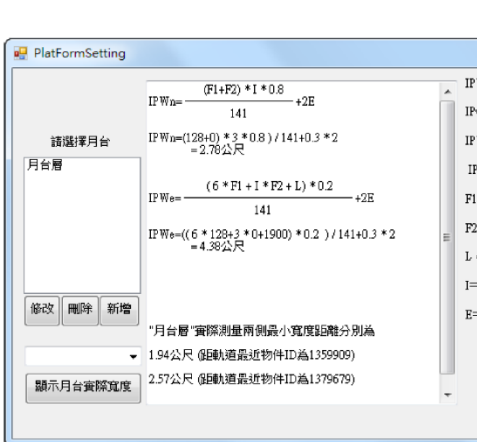 PlatFormSetting
請選擇月台
月台層
修改 刪除 新增
顯示月台實際寬度
(F1+F2) * I * 0.8
IPWn= +2E
141
IPWn=(128+0) * 3 * 0.8 ) / 141+0.3 * 2
= 2.78公尺
( 6 * F1 + I * F2 + L ) * 0.2
IPWe= +2E
141
IPWe=((6 * 128+3 * 0+1900) * 0.2 ) / 141+0.3 * 2
= 4.38公尺
"月台層"實際測量兩側最小寬度距離分別為
1.94公尺 (距軌道最近物件ID為1359909)
2.57公尺 (距軌道最近物件ID為1379679)
F1
F2
L
I=
E=